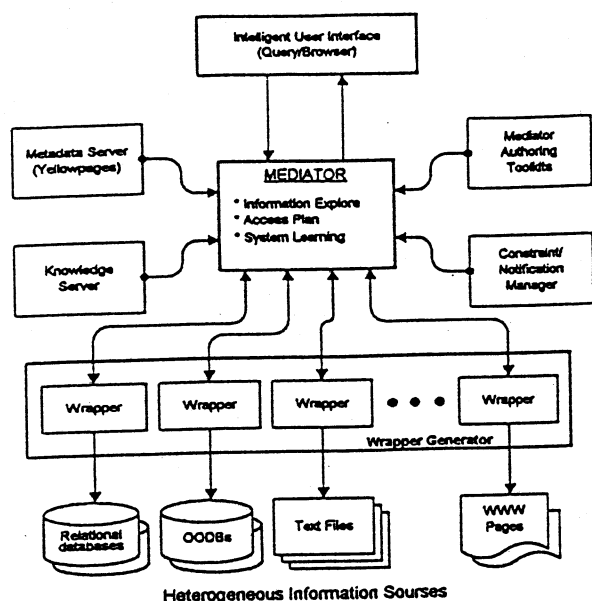 Intelligent User Interface
(Query/Browser)
Metadata Server
(Yellowpages)
MEDIATOR
* Information Explore
* Access Plan
* System Learning
Mediator
Authoring
Toolkits
Knowledge
Server
Constraint/
Notification
Manager
Wrapper
Wrapper
Wrapper
Wrapper
Wrapper Generator
Relational
databases
OODBs
Text Files
WWW
Pages
Heterogeneous Information Sourses